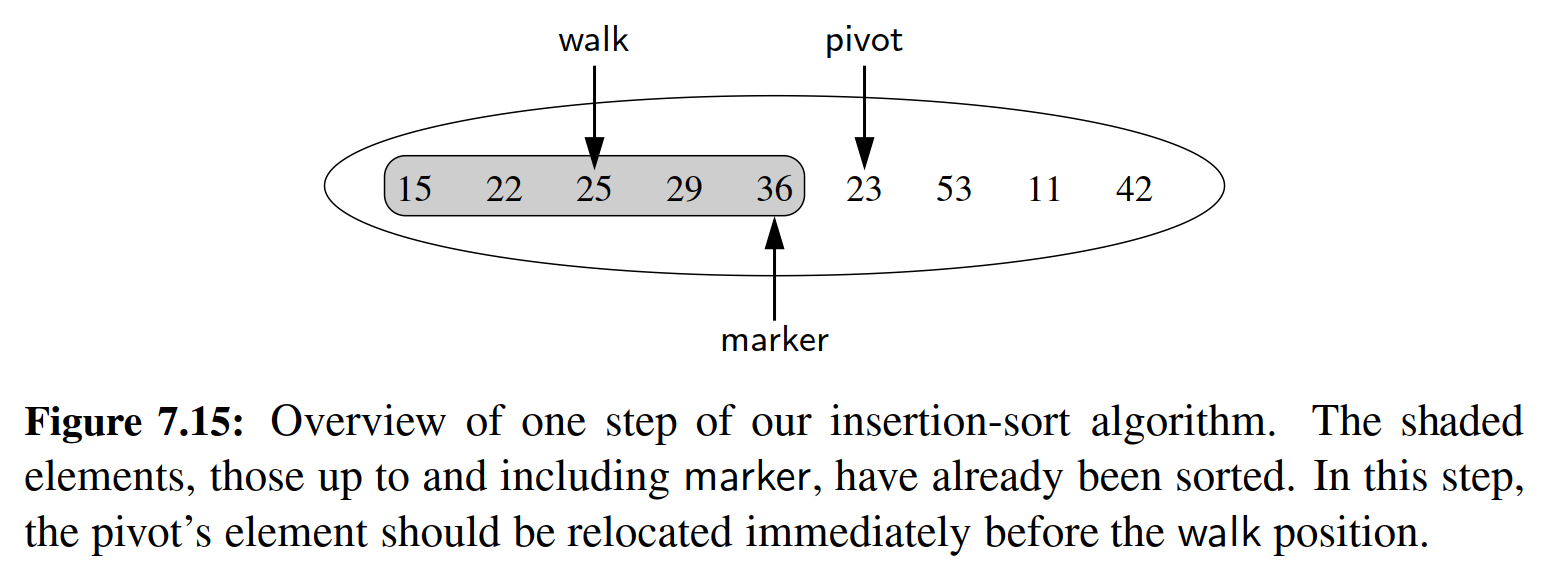 walk pivot
15 22 25 29 36 23 53 11 42
marker
Figure 7.15: Overview of one step of our insertion-sort algorithm. The shaded
elements, those up to and including marker, have already been sorted. In this step,
the pivot’s element should be relocated immediately before the walk position.